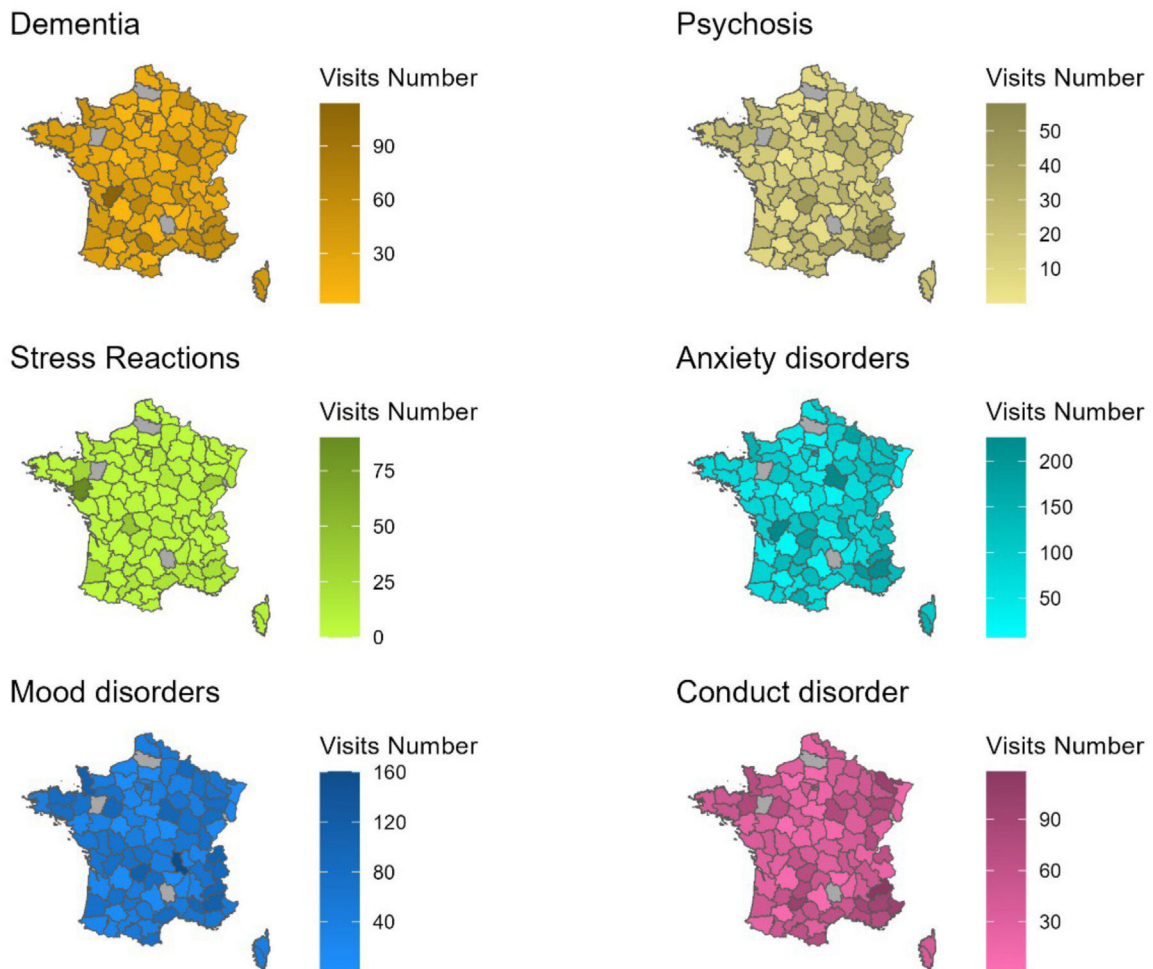 Dementia
Visits Number
90
60
30
Psychosis
Visits Number
50
40
30
20
10
Stress Reactions
Visits Number
75
50
25
0
Anxiety disorders
Visits Number
200
150
100
50
Mood disorders
Visits Number
160
120
80
40
Conduct disorder
Visits Number
90
60
30